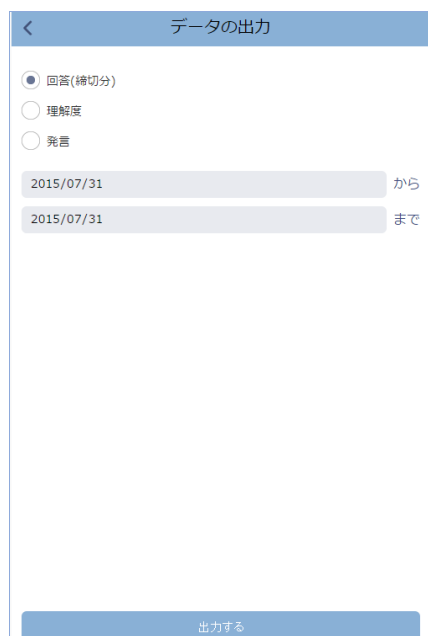 データの出力
回答(締切分)
理解度
発言
2015/07/31 から
2015/07/31 まで
出力する